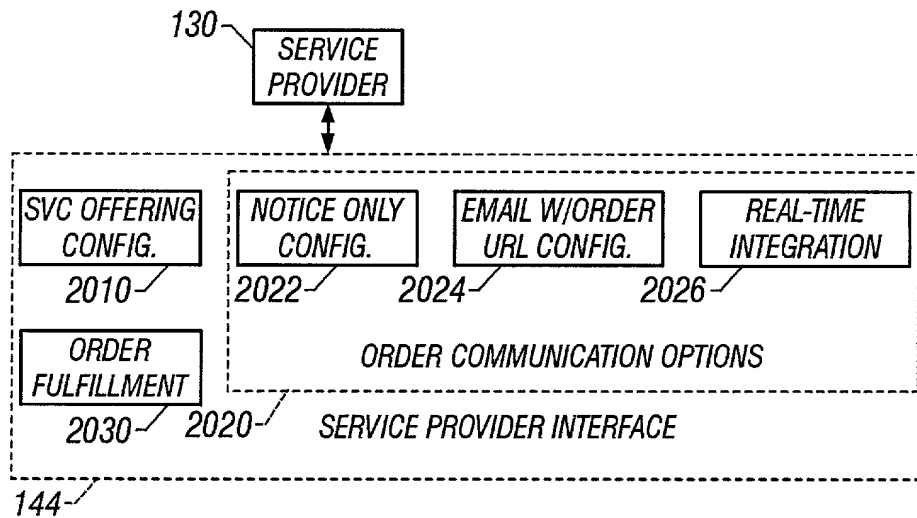 130
SERVICE
PROVIDER
SVC OFFERING
CONFIG.
2010
NOTICE ONLY
CONFIG.
2022
EMAIL W/ORDER
URL CONFIG.
2024
REAL-TIME
INTEGRATION
2026
ORDER
FULFILLMENT
2030
ORDER COMMUNICATION OPTIONS
2020
SERVICE PROVIDER INTERFACE
144